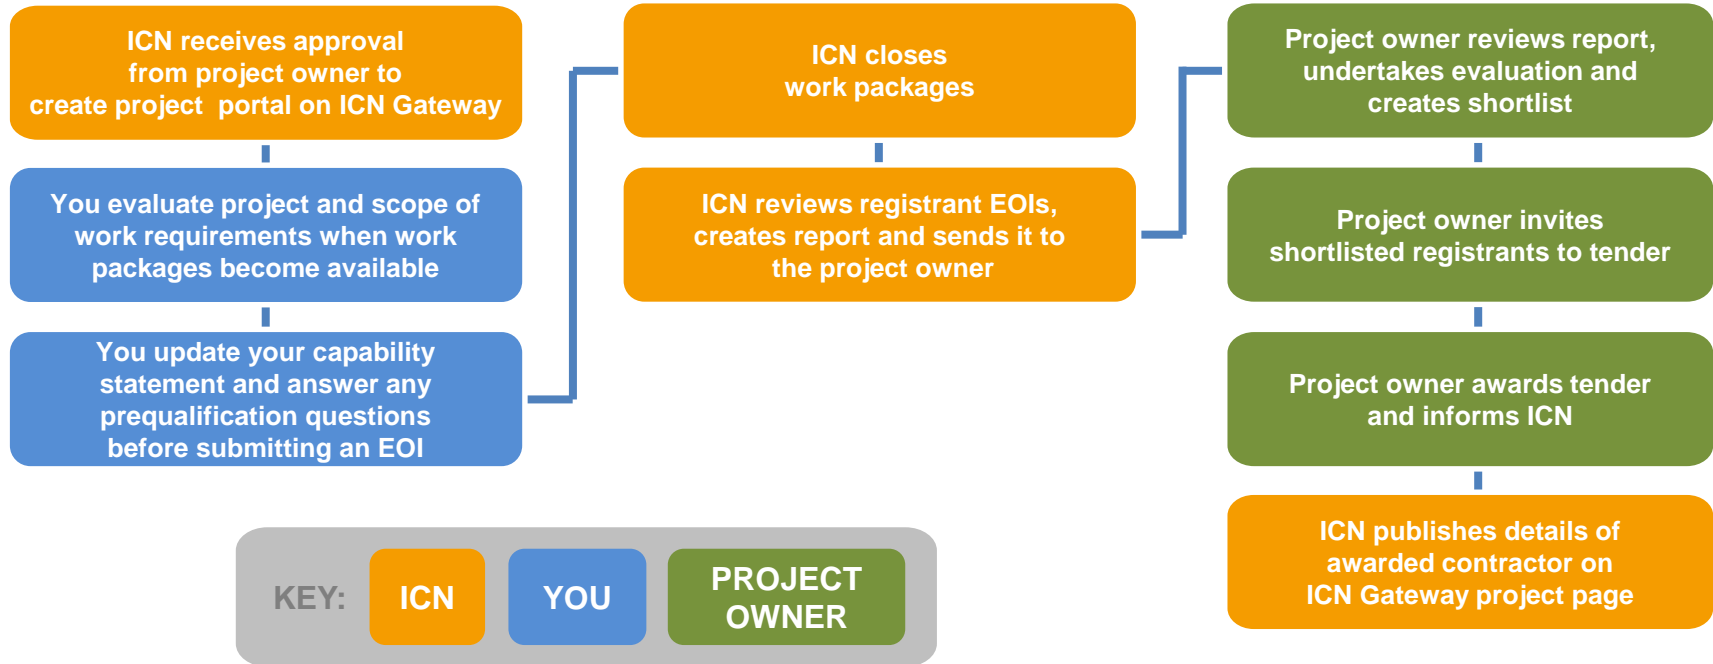 ICN receives approval
from project owner to
create project portal on ICN Gateway
You evaluate project and scope of
work requirements when work
packages become available
You update your capability
statement and answer any
prequalification questions
before submitting an EOI
ICN closes
work packages
ICN reviews registrant EOIs,
creates report and sends it to
the project owner
Project owner reviews report,
undertakes evaluation and
creates shortlist
Project owner invites
shortlisted registrants to tender
Project owner awards tender
and informs ICN
ICN publishes details of
awarded contractor on
ICN Gateway project page
KEY:
ICN
YOU
PROJECT
OWNER